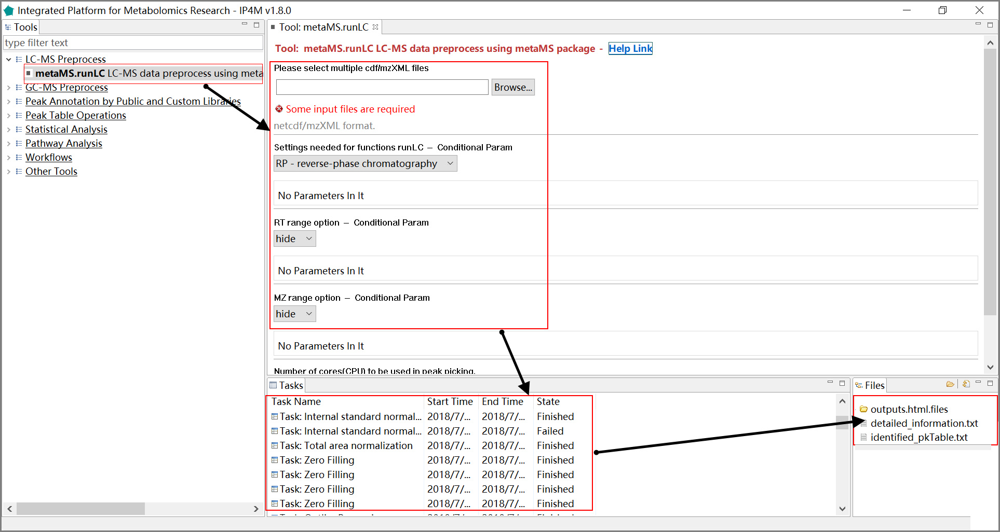 Integrated Platform for Metabolomics Research - IP4M v1.8.0
Tools
type filter text
LC-MS Preprocess
metaMS.runLC LC-MS data preprocess using meta
GC-MS Preprocess
Peak Annotation by Public and Custom Libraries
Peak Table Operations
Statistical Analysis
Pathway Analysis
Workflows
Other Tools
Tool: metaMS.runLC
Tool: metaMS.runLC LC-MS data preprocess using metaMS package - Help Link
Please select multiple cdf/mzXML files
Browse...
Some input files are required
netcdf/mzXML format.
Settings needed for functions runLC – Conditional Param
RP - reverse-phase chromatography
No Parameters In It
RT range option – Conditional Param
hide
No Parameters In It
MZ range option – Conditional Param
hide
No Parameters In It
Number of cores(CPU) to be used in peak picking.
Tasks
Task Name Start Time End Time State
Task: Internal standard normal... 2018/7/... 2018/7/... Finished
Task: Internal standard normal... 2018/7/... 2018/7/... Failed
Task: Total area normalization 2018/7/... 2018/7/... Finished
Task: Zero Filling 2018/7/... 2018/7/... Finished
Task: Zero Filling 2018/7/... 2018/7/... Finished
Task: Zero Filling 2018/7/... 2018/7/... Finished
Task: Zero Filling 2018/7/... 2018/7/... Finished
Files
outputs.html.files
detailed_information.txt
identified_pkTable.txt